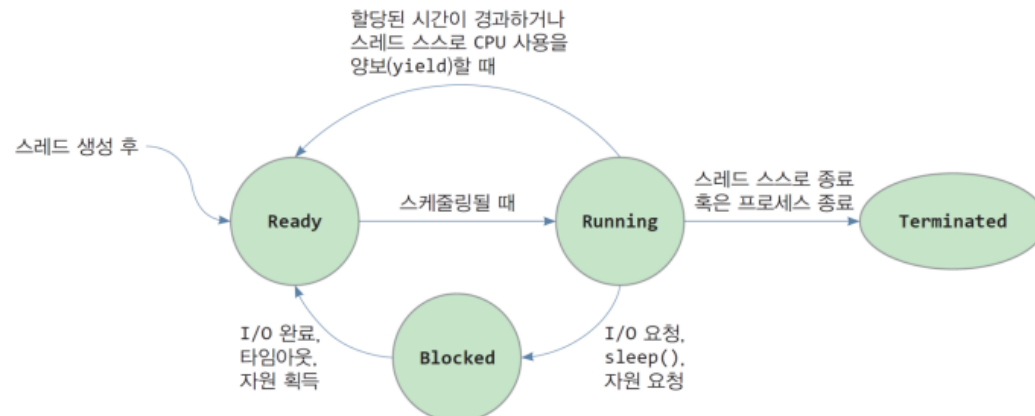 할당된 시간이 경과하거나
스레드 스스로 CPU 사용을
양보(yield)할 때
스레드 생성 후
Ready
스케줄링될 때
Running
스레드 스스로 종료
혹은 프로세스 종료
Terminated
I/O 완료,
타임아웃,
자원 획득
Blocked
I/O 요청,
sleep(),
자원 요청